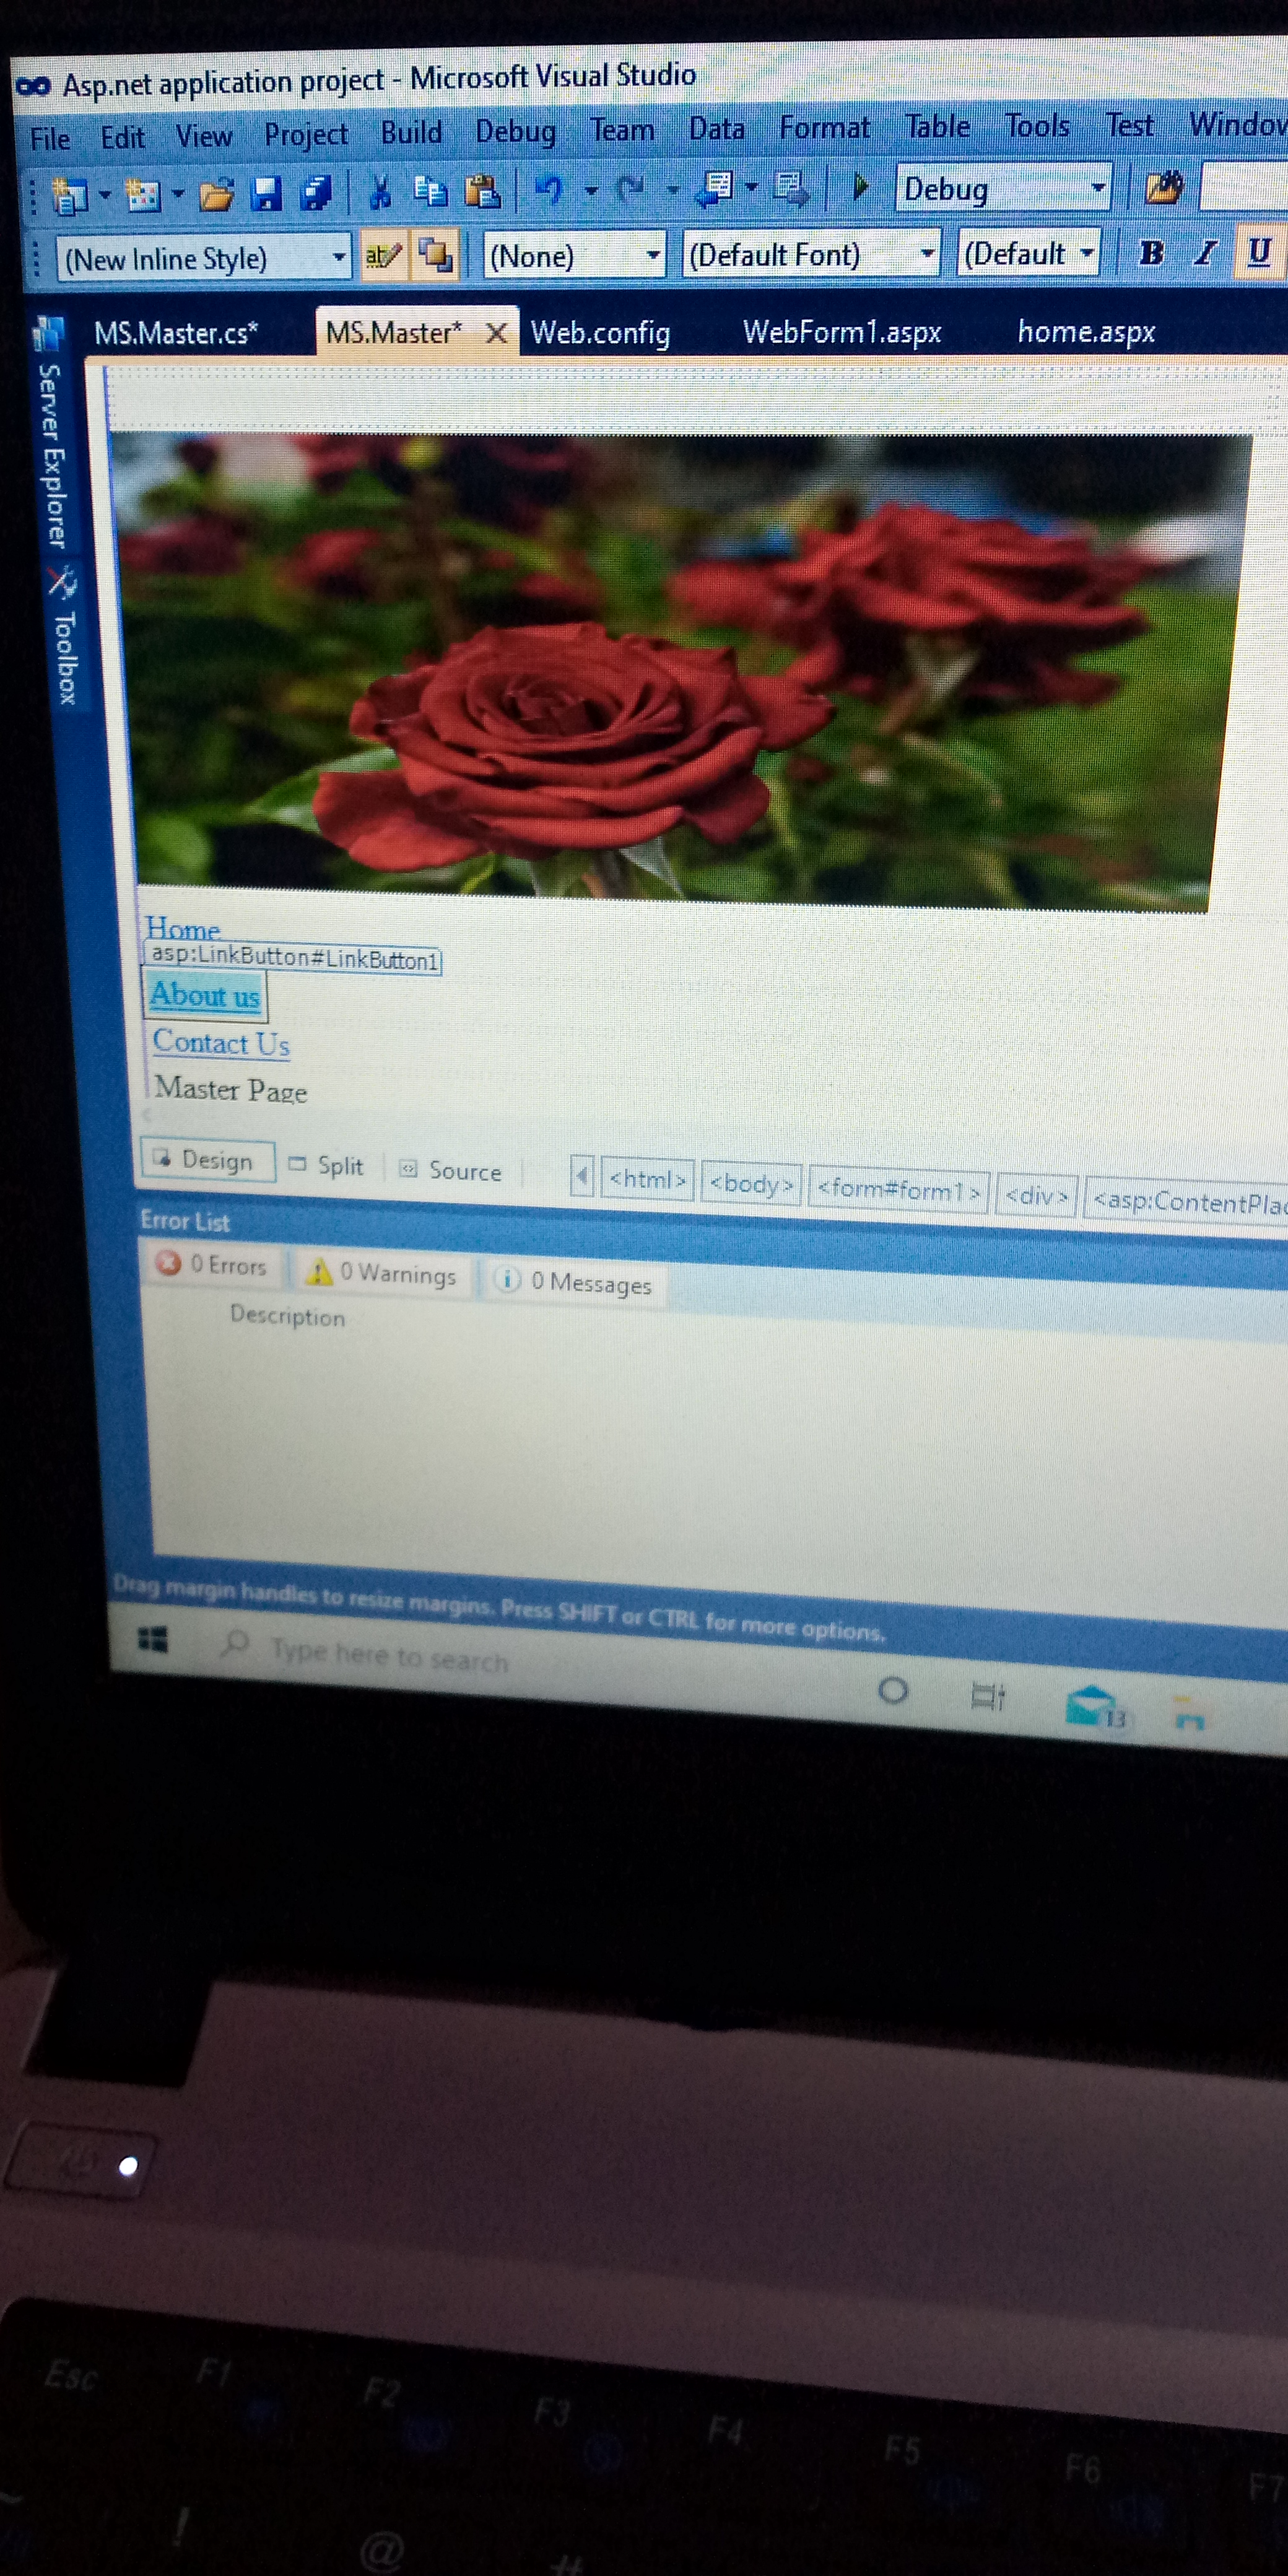 Asp.net application project - Microsoft Visual Studio
File Edit View Project Build Debug Team Data Format Table Tools Test Window
Debug
(New Inline Style) ab (None) (Default Font) (Default B I U
MS.Master.cs* MS.Master* X Web.config WebForm1.aspx home.aspx
Server Explorer
Toolbox
Home
asp:LinkButton#LinkButton1
About us
Contact Us
Master Page
Design Split Source <html> <body> <form#form1> <div> <asp:ContentPlac
Error List
0 Errors 0 Warnings 0 Messages
Description
Drag margin handles to resize margins. Press SHIFT or CTRL for more options.
Type here to search
13
Esc F1 F2 F3 F4 F5 F6 F7
~ ! @ #